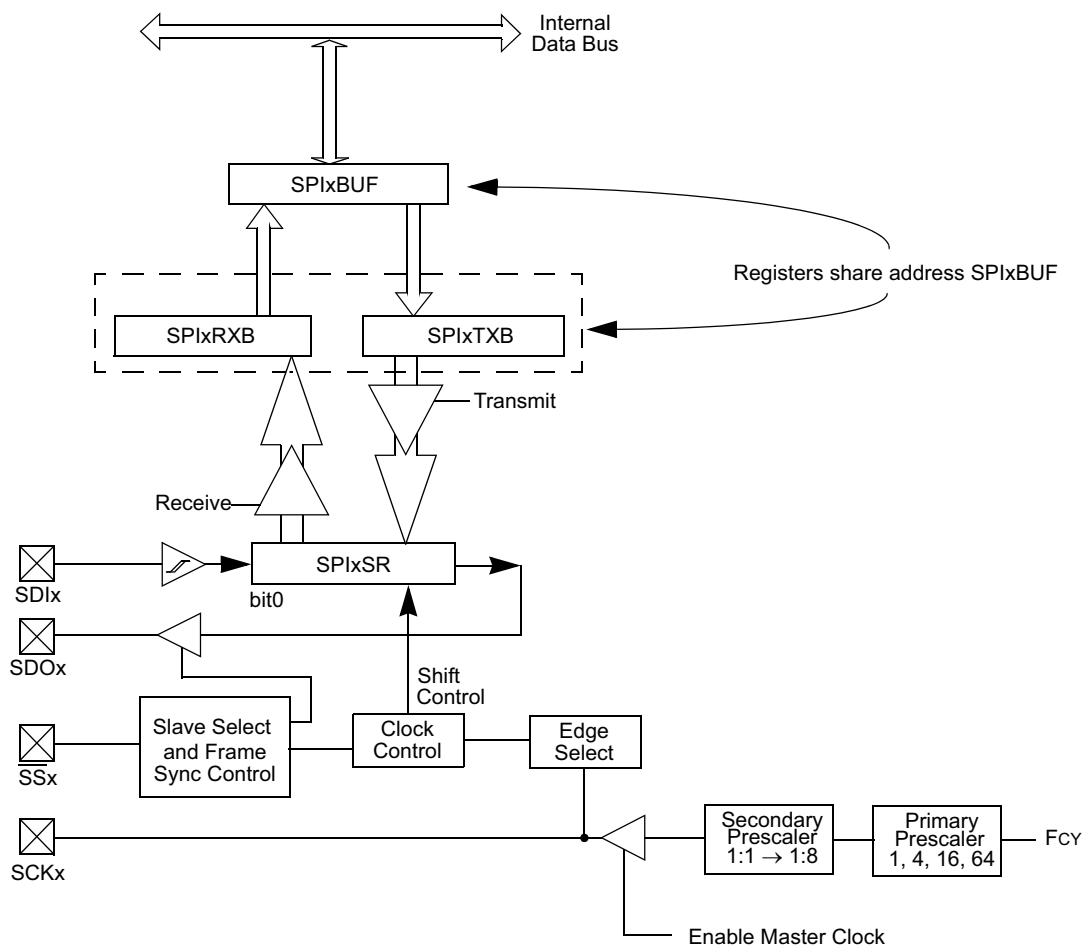 Internal
Data Bus
SPIxBUF
Registers share address SPIxBUF
SPIxRXB
SPIxTXB
Transmit
Receive
SPIxSR
bit0
SDIx
SDOx
Shift
Control
Slave Select
and Frame
Sync Control
Clock
Control
Edge
Select
SSx
Secondary
Prescaler
1:1 → 1:8
Primary
Prescaler
1, 4, 16, 64
FCY
SCKx
Enable Master Clock